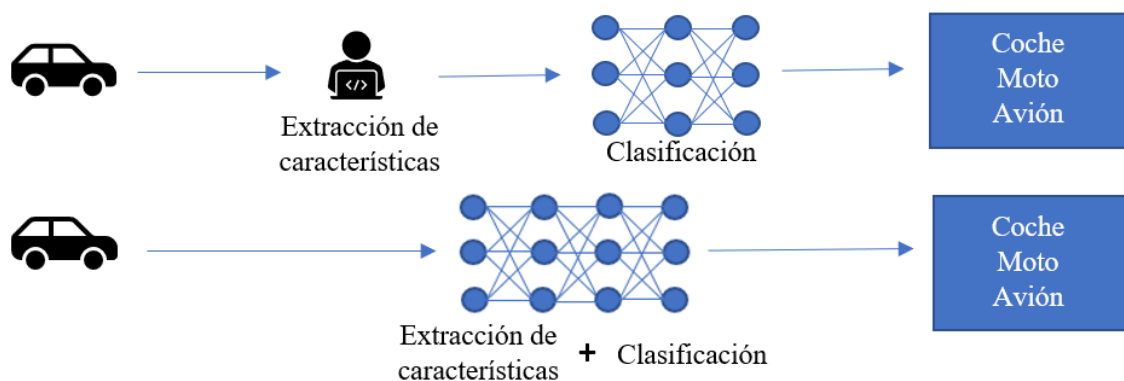 Extracción de
características
</>
Clasificación
Coche
Moto
Avión
Extracción de
características
+ Clasificación
Coche
Moto
Avión